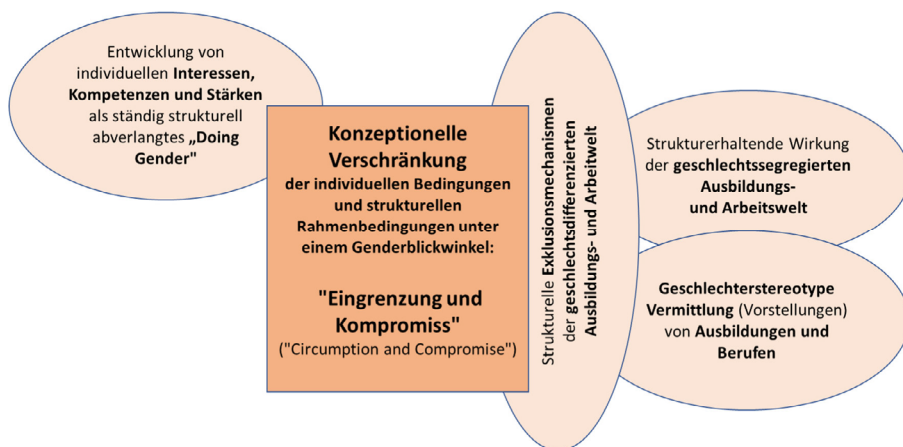 Entwicklung von
individuellen Interessen,
Kompetenzen und Stärken
als ständig strukturell
abverlangtes „Doing
Gender"
Konzeptionelle
Verschränkung
der individuellen Bedingungen
und strukturellen
Rahmenbedingungen unter
einem Genderblickwinkel:
"Eingrenzung und
Kompromiss"
("Circumption and Compromise")
Strukturelle Exklusionsmechanismen
der geschlechtsdifferenzierten
Ausbildungs- und Arbeitwelt
Strukturerhaltende Wirkung
der geschlechtssegregierten
Ausbildungs-
und Arbeitswelt
Geschlechterstereotype
Vermittlung (Vorstellungen)
von Ausbildungen und
Berufen